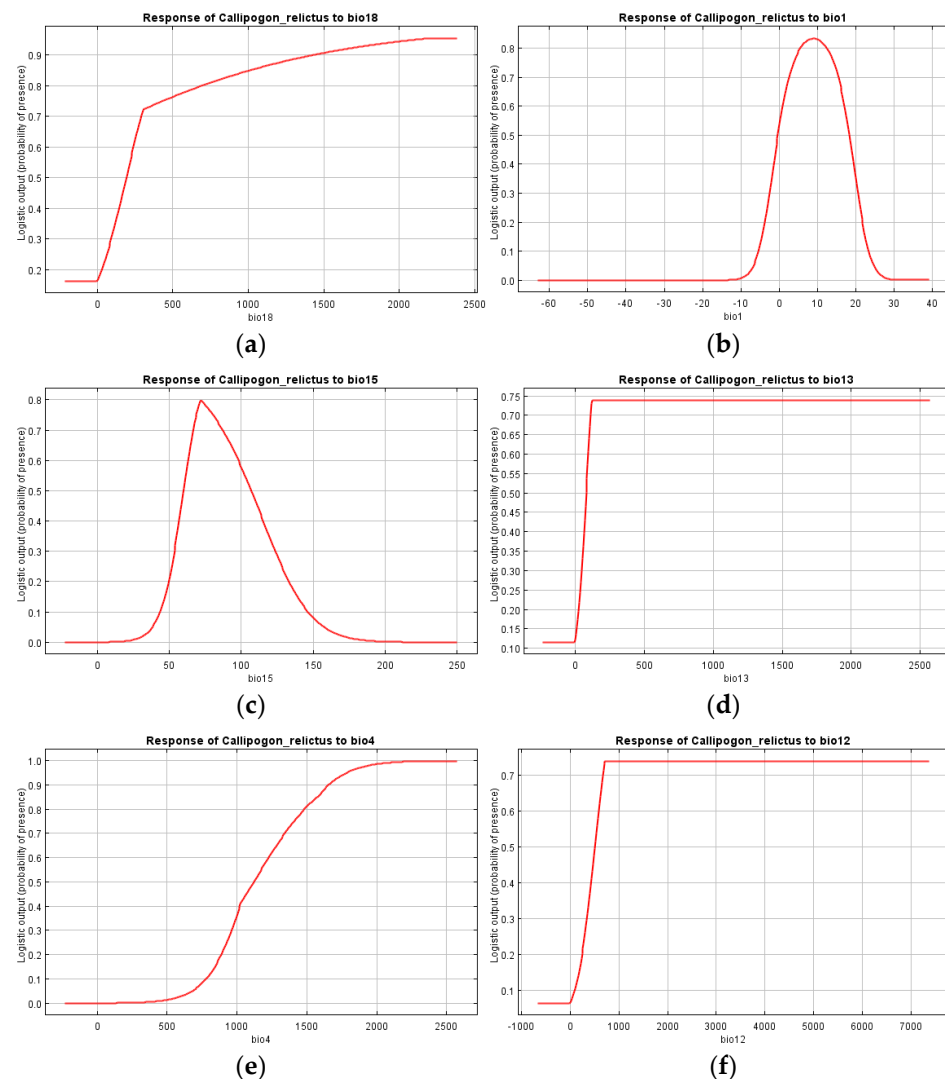 Response of Callipogon_relictus to bio18
Logistic output (probability of presence)
0.9
0.8
0.7
0.6
0.5
0.4
0.3
0.2
0 500 1000 1500 2000 2500
bio18
(a)
Response of Callipogon_relictus to bio1
Logistic output (probability of presence)
0.8
0.7
0.6
0.5
0.4
0.3
0.2
0.1
0.0
-60 -50 -40 -30 -20 -10 0 10 20 30 40
bio1
(b)
Response of Callipogon_relictus to bio15
Logistic output (probability of presence)
0.8
0.7
0.6
0.5
0.4
0.3
0.2
0.1
0.0
0 50 100 150 200 250
bio15
(c)
Response of Callipogon_relictus to bio13
Logistic output (probability of presence)
0.75
0.70
0.65
0.60
0.55
0.50
0.45
0.40
0.35
0.30
0.25
0.20
0.15
0.10
0 500 1000 1500 2000 2500
bio13
(d)
Response of Callipogon_relictus to bio4
Logistic output (probability of presence)
1.0
0.9
0.8
0.7
0.6
0.5
0.4
0.3
0.2
0.1
0.0
0 500 1000 1500 2000 2500
bio4
(e)
Response of Callipogon_relictus to bio12
Logistic output (probability of presence)
0.7
0.6
0.5
0.4
0.3
0.2
0.1
-1000 0 1000 2000 3000 4000 5000 6000 7000
bio12
(f)